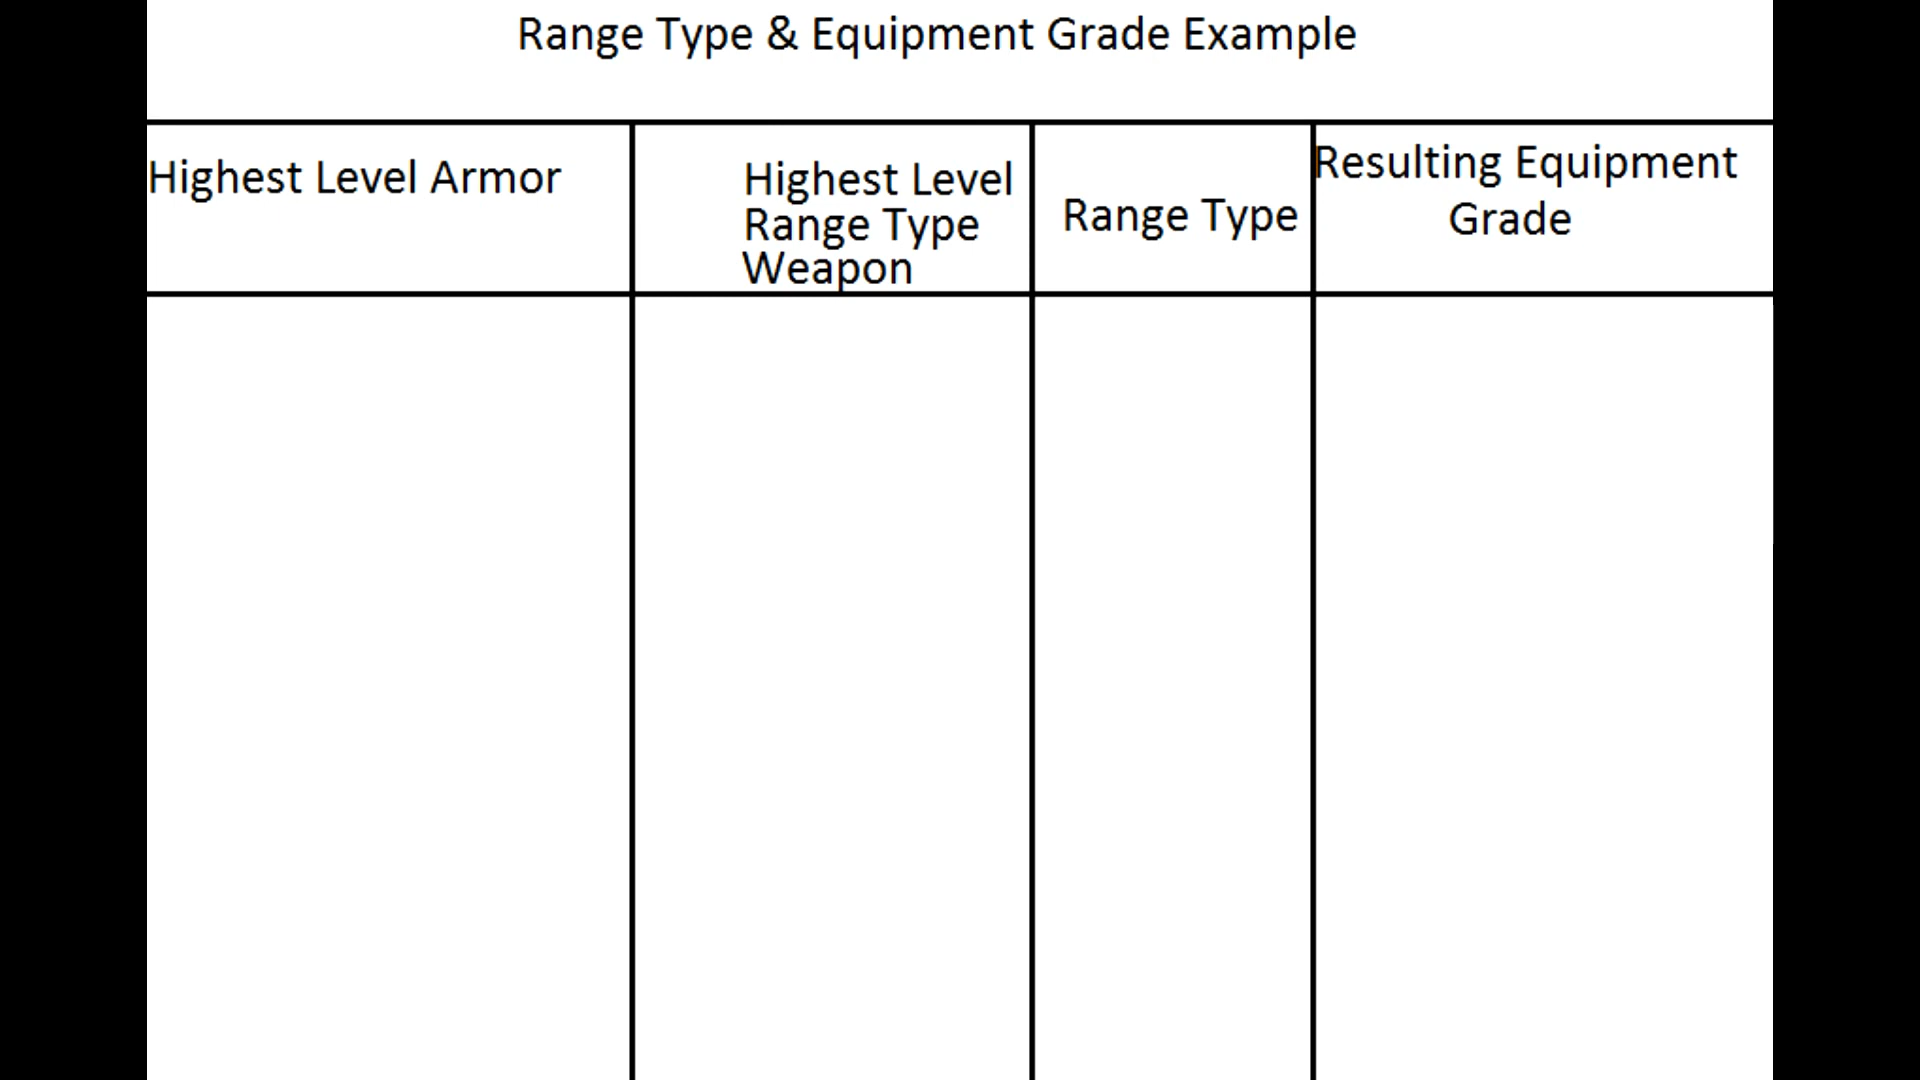 Range Type & Equipment Grade Example
Highest Level Armor
Highest Level
Range Type
Weapon
Range Type
Resulting Equipment
Grade